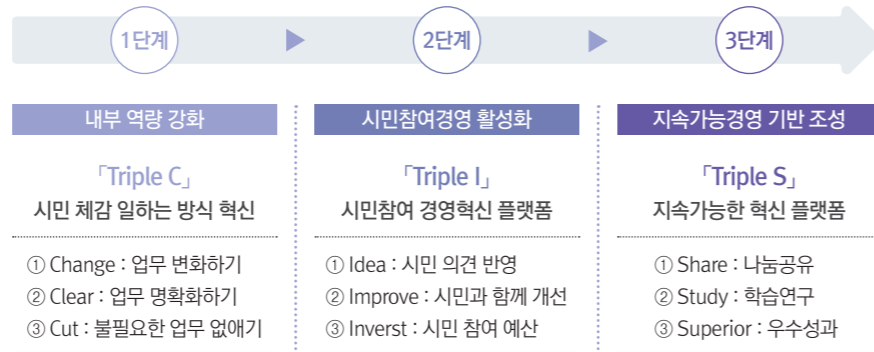 1단계
2단계
3단계
내부 역량 강화
「Triple C」
시민 체감 일하는 방식 혁신
① Change : 업무 변화하기
② Clear : 업무 명확화하기
③ Cut : 불필요한 업무 없애기
시민참여경영 활성화
「Triple I」
시민참여 경영혁신 플랫폼
① Idea : 시민 의견 반영
② Improve : 시민과 함께 개선
③ Inverst : 시민 참여 예산
지속가능경영 기반 조성
「Triple S」
지속가능한 혁신 플랫폼
① Share : 나눔공유
② Study : 학습연구
③ Superior : 우수성과